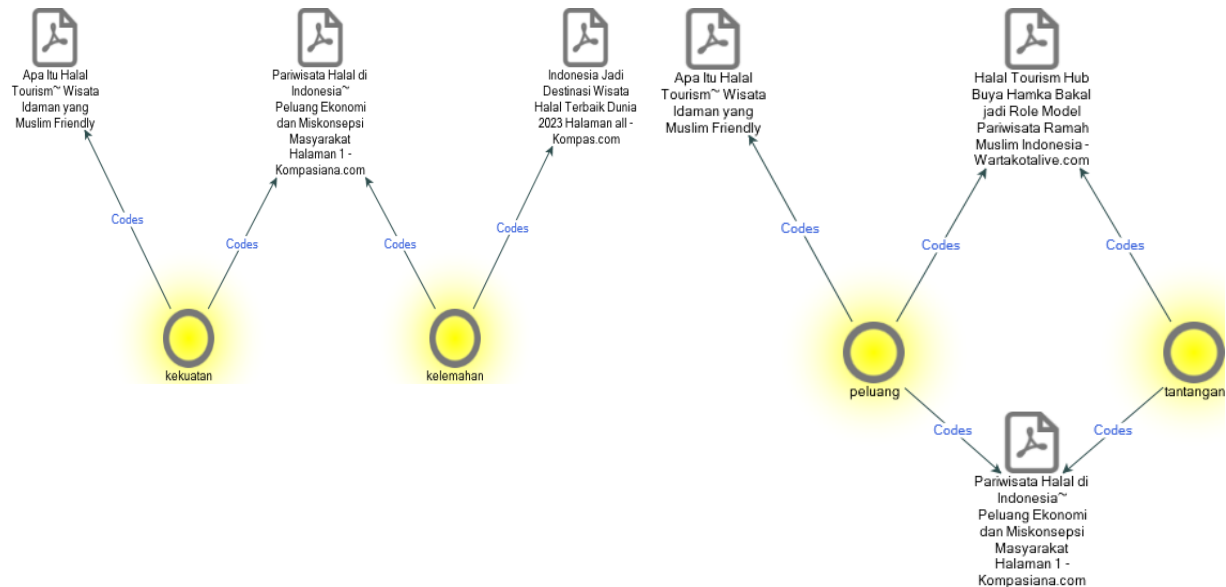 Apa Itu Halal
Tourism~ Wisata
Idaman yang
Muslim Friendly
Pariwisata Halal di
Indonesia~
Peluang Ekonomi
dan Miskonsepsi
Masyarakat
Halaman 1 -
Kompasiana.com
Indonesia Jadi
Destinasi Wisata
Halal Terbaik Dunia
2023 Halaman all -
Kompas.com
Codes
Codes
Codes
Codes
kekuatan
kelemahan
Apa Itu Halal
Tourism~ Wisata
Idaman yang
Muslim Friendly
Halal Tourism Hub
Buya Hamka Bakal
jadi Role Model
Pariwisata Ramah
Muslim Indonesia -
Wartakotalive.com
Codes
Codes
Codes
peluang
tantangan
Codes
Codes
Pariwisata Halal di
Indonesia~
Peluang Ekonomi
dan Miskonsepsi
Masyarakat
Halaman 1 -
Kompasiana.com